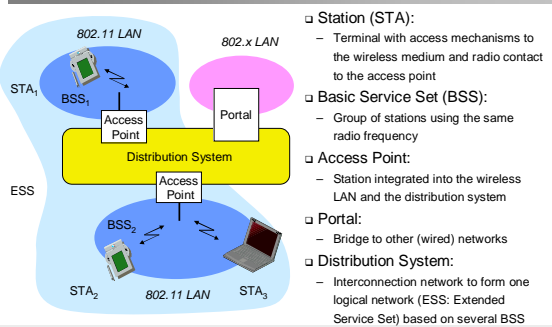 802.11 LAN
802.x LAN
STA1
BSS1
Access
Point
Portal
Distribution System
Access
Point
ESS
BSS2
STA2
802.11 LAN
STA3
❑ Station (STA):
– Terminal with access mechanisms to
the wireless medium and radio contact
to the access point
❑ Basic Service Set (BSS):
– Group of stations using the same
radio frequency
❑ Access Point:
– Station integrated into the wireless
LAN and the distribution system
❑ Portal:
– Bridge to other (wired) networks
❑ Distribution System:
– Interconnection network to form one
logical network (ESS: Extended
Service Set) based on several BSS